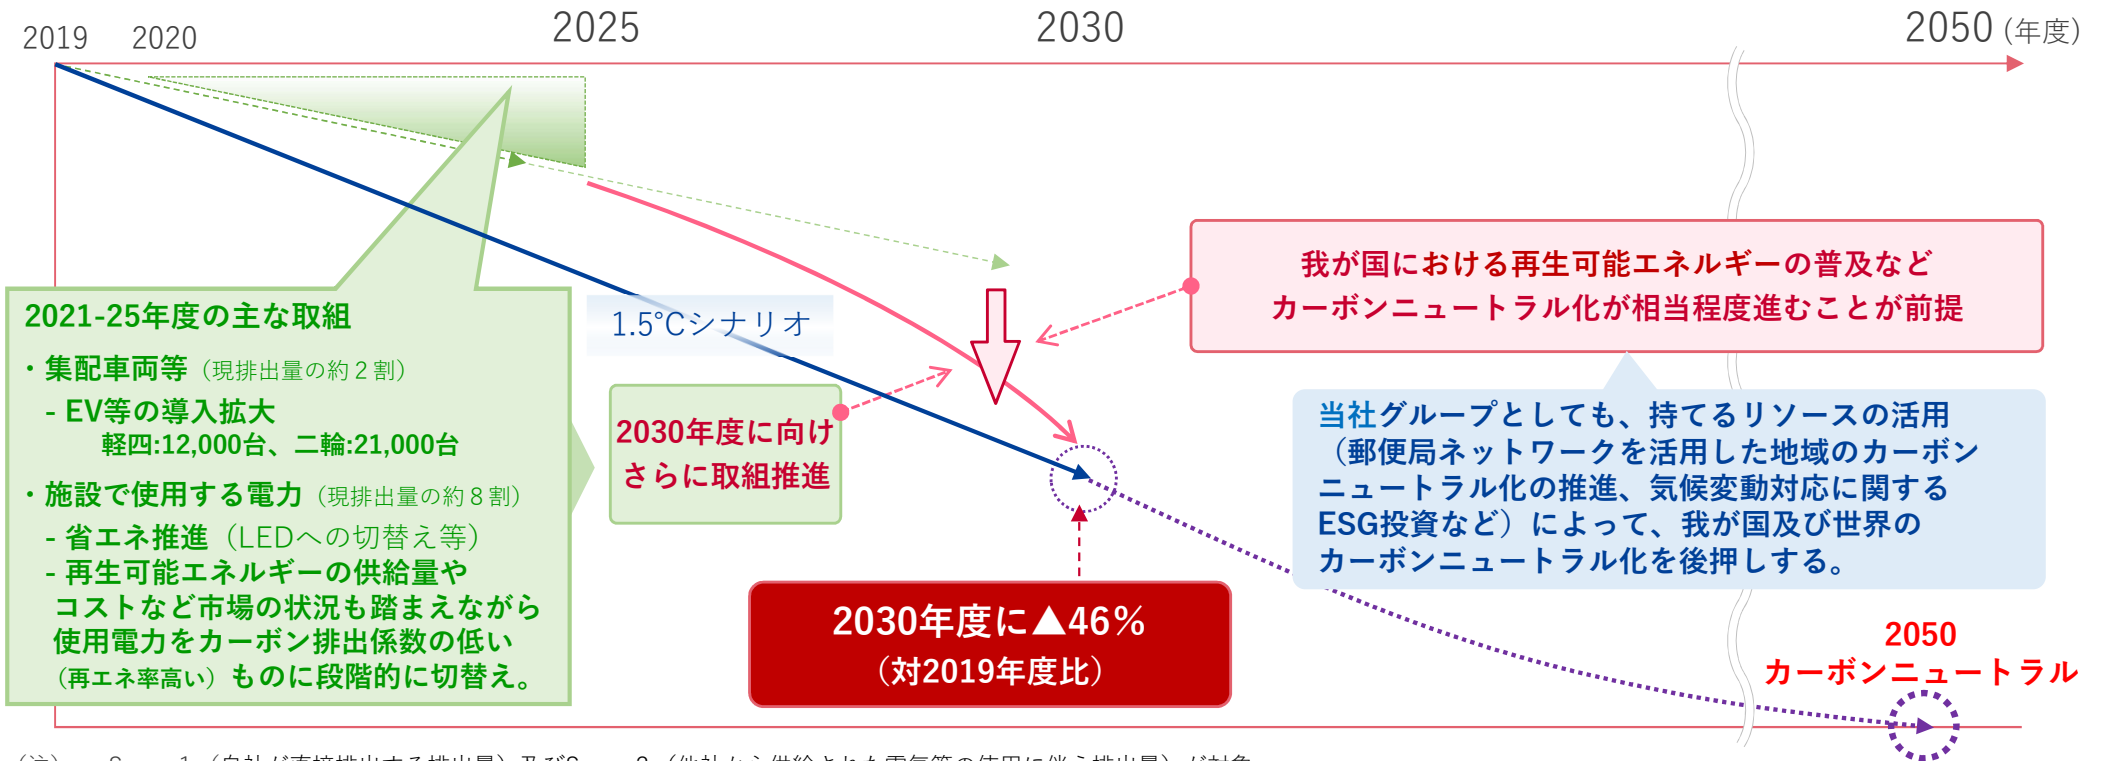 2019
2020
2025
2030
2050 (年度)
2021-25年度の主な取組
・集配車両等（現排出量の約２割）
- EV等の導入拡大
軽四:12,000台、二輪:21,000台
・施設で使用する電力（現排出量の約８割）
- 省エネ推進（LEDへの切替え等）
- 再生可能エネルギーの供給量や
コストなど市場の状況も踏まえながら
使用電力をカーボン排出係数の低い
（再エネ率高い）ものに段階的に切替え。
1.5°Cシナリオ
2030年度に向け
さらに取組推進
我が国における再生可能エネルギーの普及など
カーボンニュートラル化が相当程度進むことが前提
当社グループとしても、持てるリソースの活用
（郵便局ネットワークを活用した地域のカーボン
ニュートラル化の推進、気候変動対応に関する
ESG投資など）によって、我が国及び世界の
カーボンニュートラル化を後押しする。
2030年度に▲46%
（対2019年度比）
2050
カーボンニュートラル